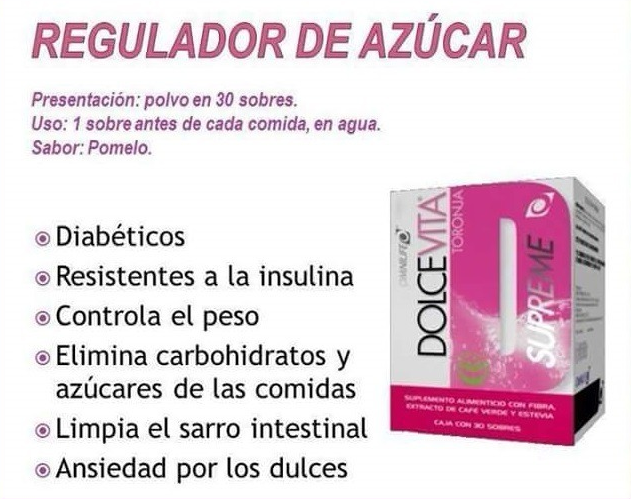 REGULADOR DE AZÚCAR
Presentación: polvo en 30 sobres.
Uso: 1 sobre antes de cada comida, en agua.
Sabor: Pomelo.
Diabéticos
Resistentes a la insulina
Controla el peso
Elimina carbohidratos y
azúcares de las comidas
Limpia el sarro intestinal
Ansiedad por los dulces
OMNILIFE
DOLCEVITA®
TORONJA
SUPREME
SUPLEMENTO ALIMENTICIO CON FIBRA,
EXTRACTO DE CAFÉ VERDE Y ESTEVIA
CAJA CON 30 SOBRES